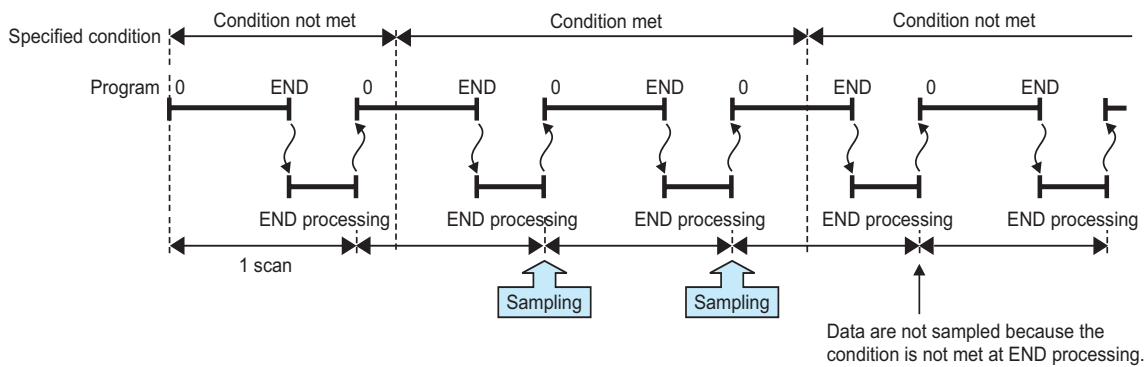 Condition not met
Condition met
Condition not met
Specified condition
Program
0
END
0
END
0
END
0
END
0
END
END processing
END processing
END processing
END processing
END processing
1 scan
Sampling
Sampling
Data are not sampled because the
condition is not met at END processing.